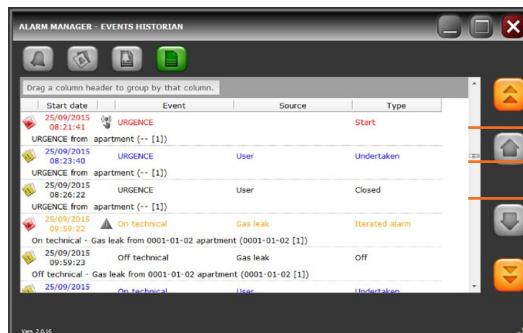 ALARM MANAGER - EVENTS HISTORIAN
Drag a column header to group by that column.
Start date Event Source Type
25/09/2015 08:21:41 URGENCE Start
URGENCE from apartment (-- [1])
25/09/2015 08:23:40 URGENCE User Undertaken
URGENCE from apartment (-- [1])
25/09/2015 08:26:22 URGENCE User Closed
URGENCE from apartment (-- [1])
25/09/2015 09:59:22 On technical Gas leak Iterated alarm
On technical - Gas leak from 0001-01-02 apartment (0001-01-02 [1])
25/09/2015 09:59:23 Off technical Gas leak Off
Off technical - Gas leak from 0001-01-02 apartment (0001-01-02 [1])
25/09/2015 On technical User Undertaken
Vers. 2.0.16